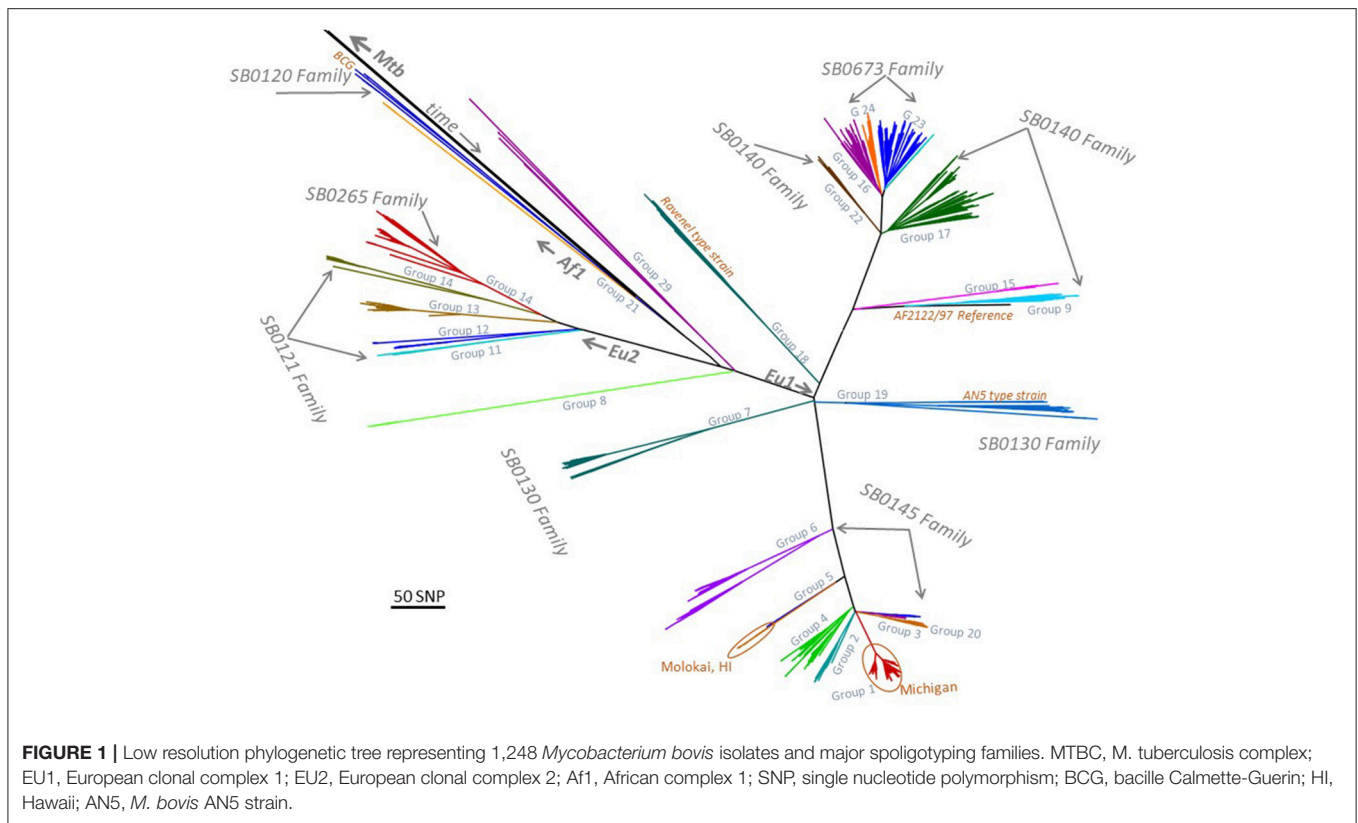 Mtb
BCG
SB0120 Family
time
SB0673 Family
G 24
G 23
SB0140 Family
SB0140 Family
Group 16
Group 22
Group 17
SB0265 Family
Ravenel type strain
Af1
Group 29
Group 21
Group 14
Group 14
Group 13
Group 12
Group 11
SB0121 Family
Eu2
Group 18
Group 15
Group 9
AF2122/97 Reference
Eu1
Group 8
Group 19
AN5 type strain
SB0130 Family
Group 7
SB0130 Family
SB0145 Family
Group 6
Group 5
50 SNP
Group 4
Group 2
Group 3
Group 20
Molokai, HI
Group 1
Michigan
FIGURE 1 | Low resolution phylogenetic tree representing 1,248 Mycobacterium bovis isolates and major spoligotyping families. MTBC, M. tuberculosis complex;
EU1, European clonal complex 1; EU2, European clonal complex 2; Af1, African complex 1; SNP, single nucleotide polymorphism; BCG, bacille Calmette-Guerin; HI,
Hawaii; AN5, M. bovis AN5 strain.